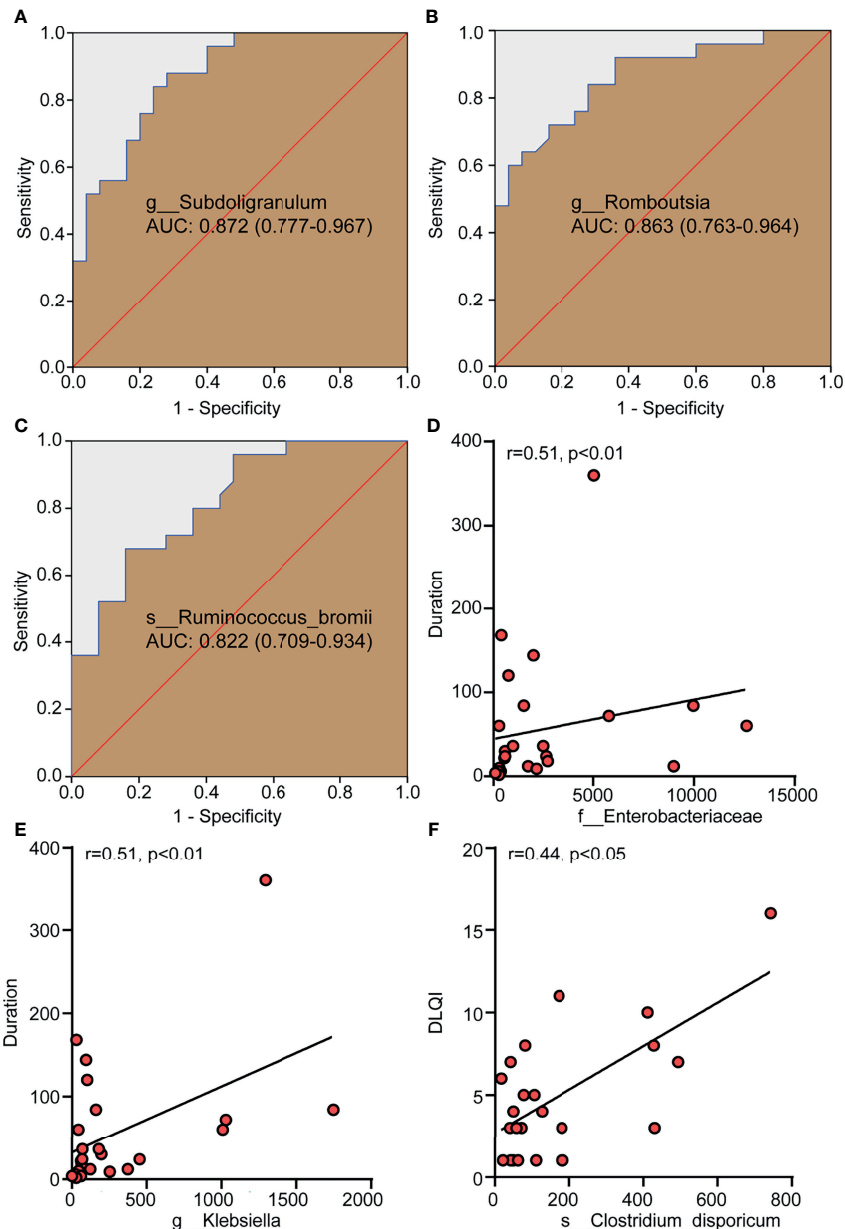 A
1.0
0.8
0.6
0.4
0.2
0.0
Sensitivity
g__Subdoligranulum
AUC: 0.872 (0.777-0.967)
0.0 0.2 0.4 0.6 0.8 1.0
1 - Specificity
B
1.0
0.8
0.6
0.4
0.2
0.0
Sensitivity
g__Romboutsia
AUC: 0.863 (0.763-0.964)
0.0 0.2 0.4 0.6 0.8 1.0
1 - Specificity
C
1.0
0.8
0.6
0.4
0.2
0.0
Sensitivity
s__Ruminococcus_bromii
AUC: 0.822 (0.709-0.934)
0.0 0.2 0.4 0.6 0.8 1.0
1 - Specificity
D
400
300
200
100
0
Duration
r=0.51, p<0.01
0 5000 10000 15000
f__Enterobacteriaceae
E
400
300
200
100
0
Duration
r=0.51, p<0.01
0 500 1000 1500 2000
g Klebsiella
F
20
15
10
5
0
DLQI
r=0.44, p<0.05
0 200 400 600 800
s Clostridium disporicum